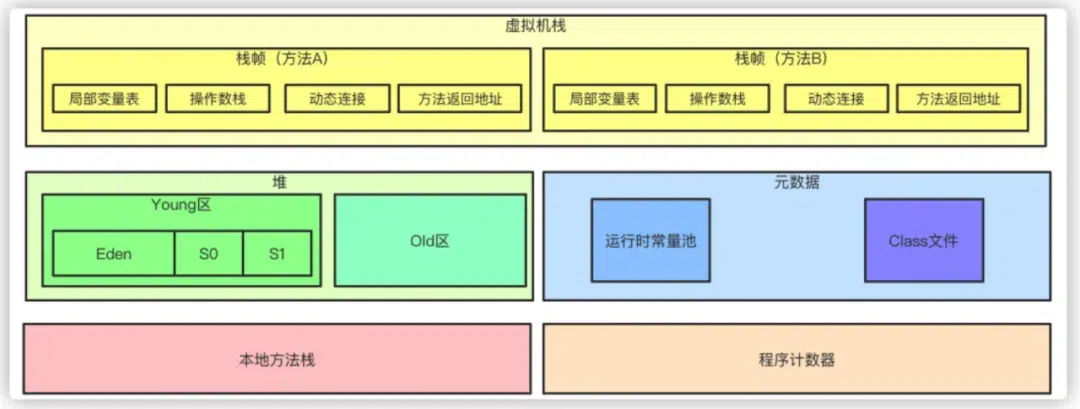 虚拟机栈
栈帧（方法A）
局部变量表
操作数栈
动态连接
方法返回地址
栈帧（方法B）
局部变量表
操作数栈
动态连接
方法返回地址
堆
Young区
Eden
S0
S1
Old区
元数据
运行时常量池
Class文件
本地方法栈
程序计数器